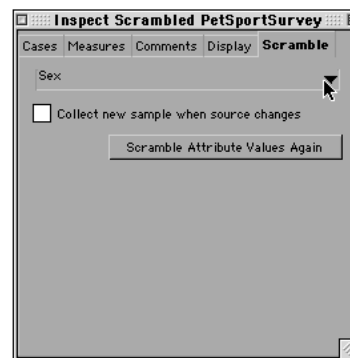 Inspect Scrambled PetSportSurvey
Cases Measures Comments Display Scramble
Sex
Collect new sample when source changes
Scramble Attribute Values Again